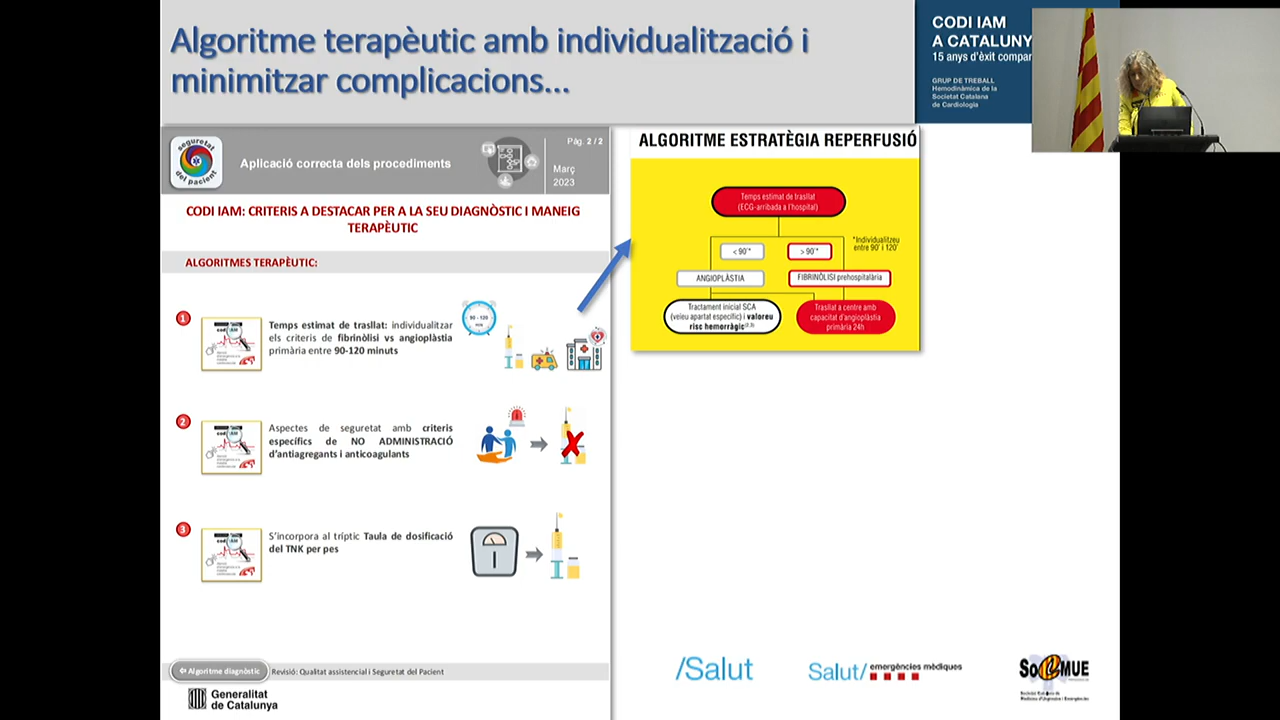 Algoritme terapèutic amb individualització i
minimitzar complicacions...
CODI IAM
A CATALUNY
15 anys d'èxit compar
GRUP DE TREBALL
Hemodinàmica de la
Societat Catalana
de Cardiologia
seguretat
del pacient
Aplicació correcta dels procediments
Pàg. 2 / 2
Març
2023
CODI IAM: CRITERIS A DESTACAR PER A LA SEU DIAGNÒSTIC I MANEIG
TERAPÈUTIC
ALGORITMES TERAPÈUTIC:
1
Temps estimat de trasllat: individualitzar
els criteris de fibrinòlisi vs angioplàstia
primària entre 90-120 minuts
90 - 120
2
Aspectes de seguretat amb criteris
específics de NO ADMINISTRACIÓ
d'antiagregants i anticoagulants
3
S'incorpora al tríptic Taula de dosificació
del TNK per pes
Algoritme diagnòstic
Revisió: Qualitat assistencial i Seguretat del Pacient
Generalitat
de Catalunya
ALGORITME ESTRATÈGIA REPERFUSIÓ
Temps estimat de trasllat
(ECG-arribada a l'hospital)
< 90'*
> 90'*
*Individualitzeu
entre 90' i 120'
ANGIOPLÀSTIA
FIBRINÒLISI prehospitalària
Tractament inicial SCA
(veieu apartat específic) i valoreu
risc hemorràgic
Trasllat a centre amb
capacitat d'angioplàstia
primària 24h
/Salut
Salut/ emergències mèdiques
SoCMUE